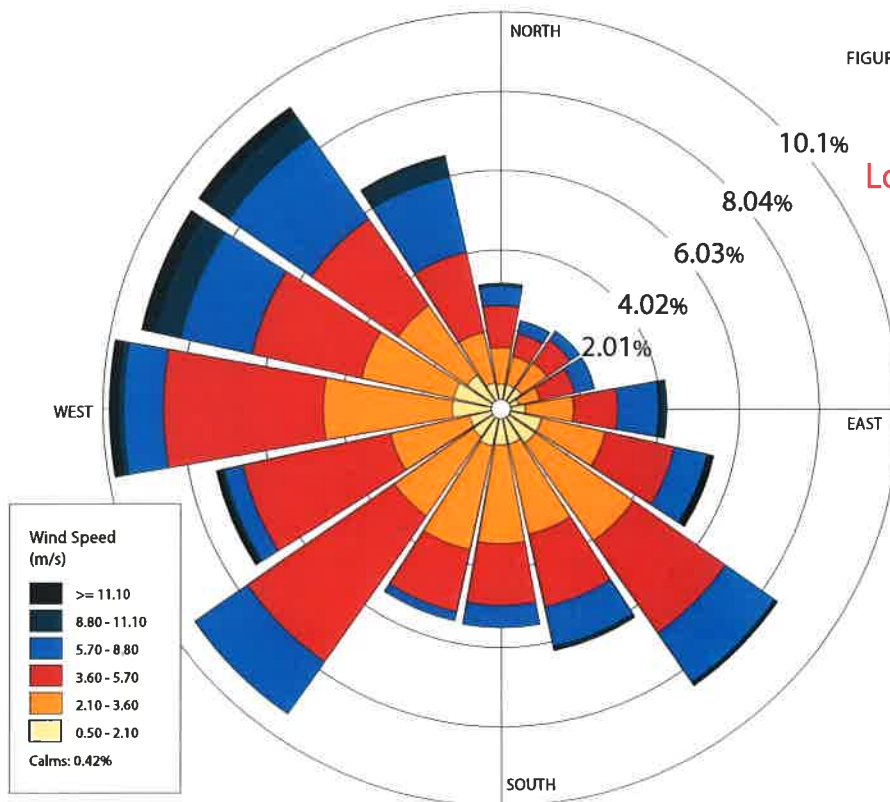 NORTH
FIGUR
10.1%
Lo
8.04%
6.03%
4.02%
2.01%
WEST
EAST
Wind Speed
(m/s)
>= 11.10
8.80 - 11.10
5.70 - 8.80
3.60 - 5.70
2.10 - 3.60
0.50 - 2.10
Calms: 0.42%
SOUTH